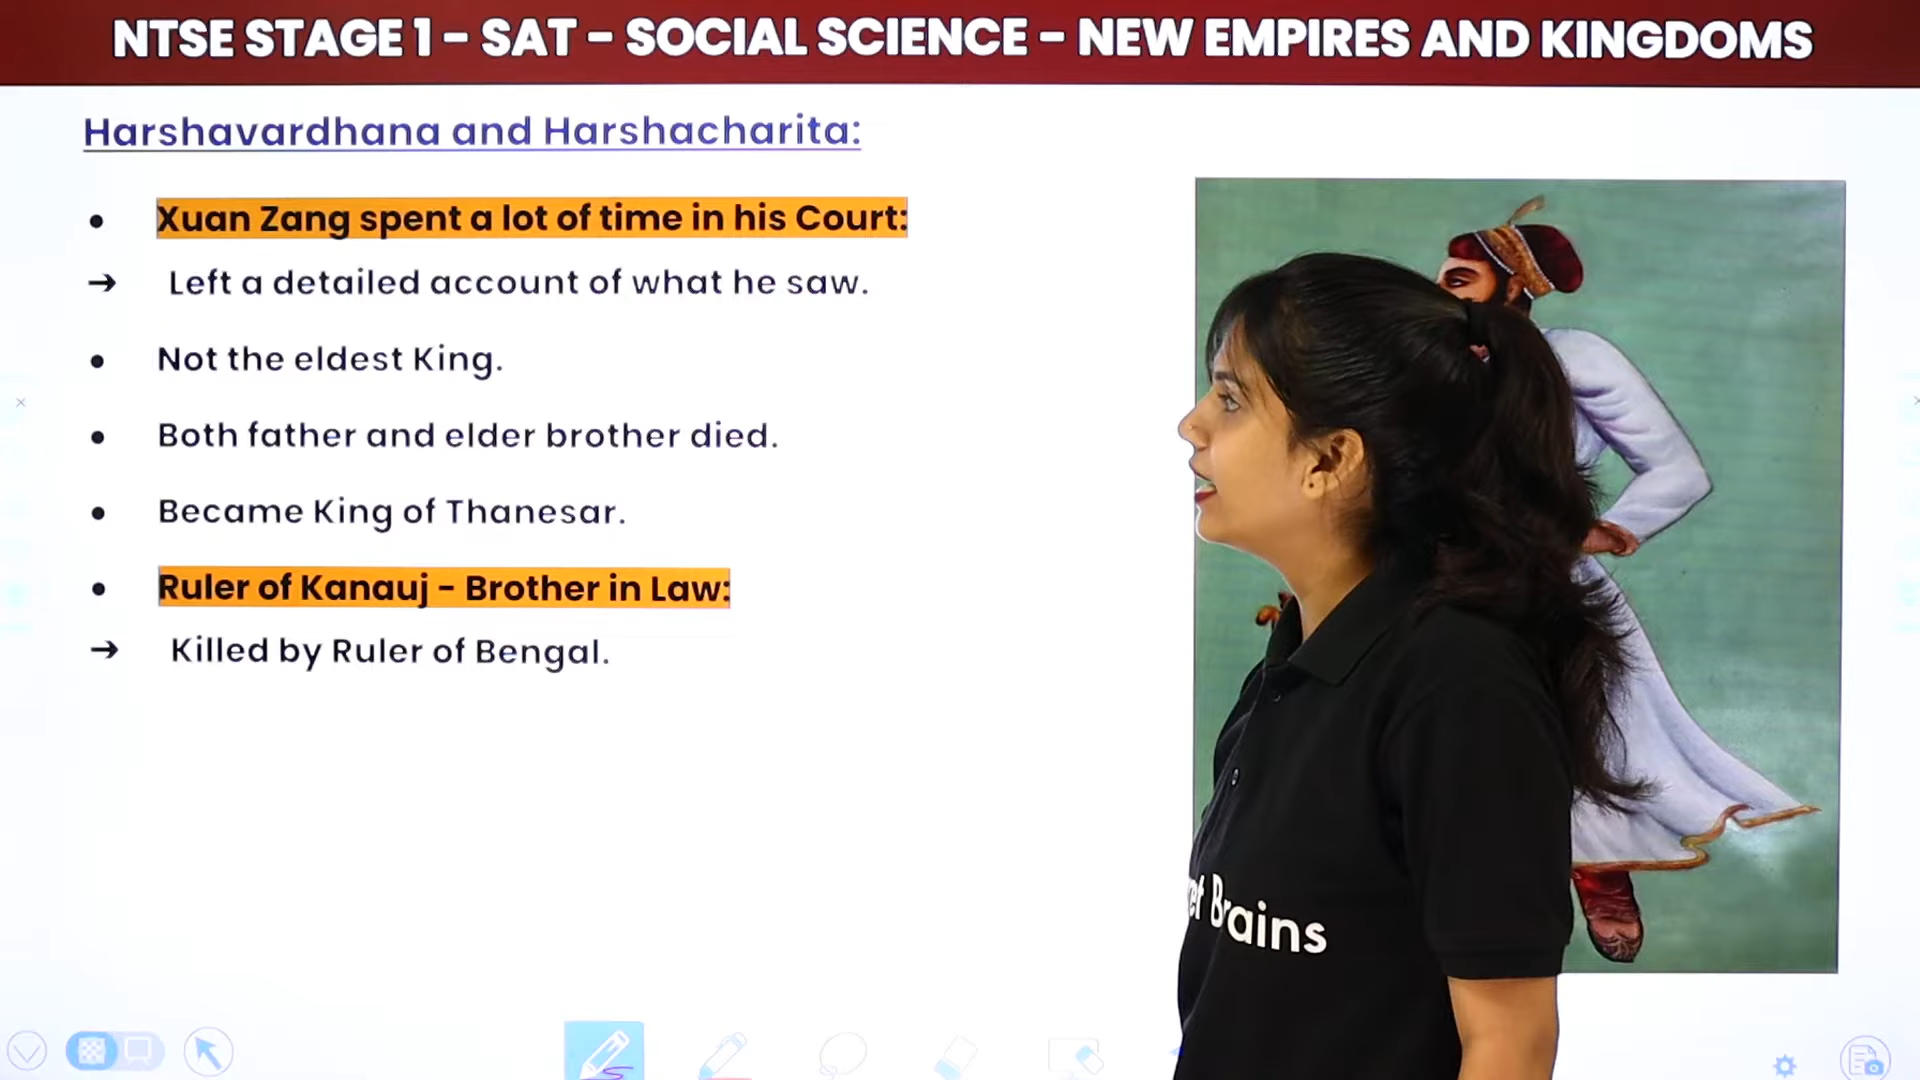 NTSE STAGE 1 - SAT - SOCIAL SCIENCE - NEW EMPIRES AND KINGDOMS
Harshavardhana and Harshacharita:
• Xuan Zang spent a lot of time in his Court:
→ Left a detailed account of what he saw.
• Not the eldest King.
• Both father and elder brother died.
• Became King of Thanesar.
• Ruler of Kanauj - Brother in Law:
→ Killed by Ruler of Bengal.
Brains